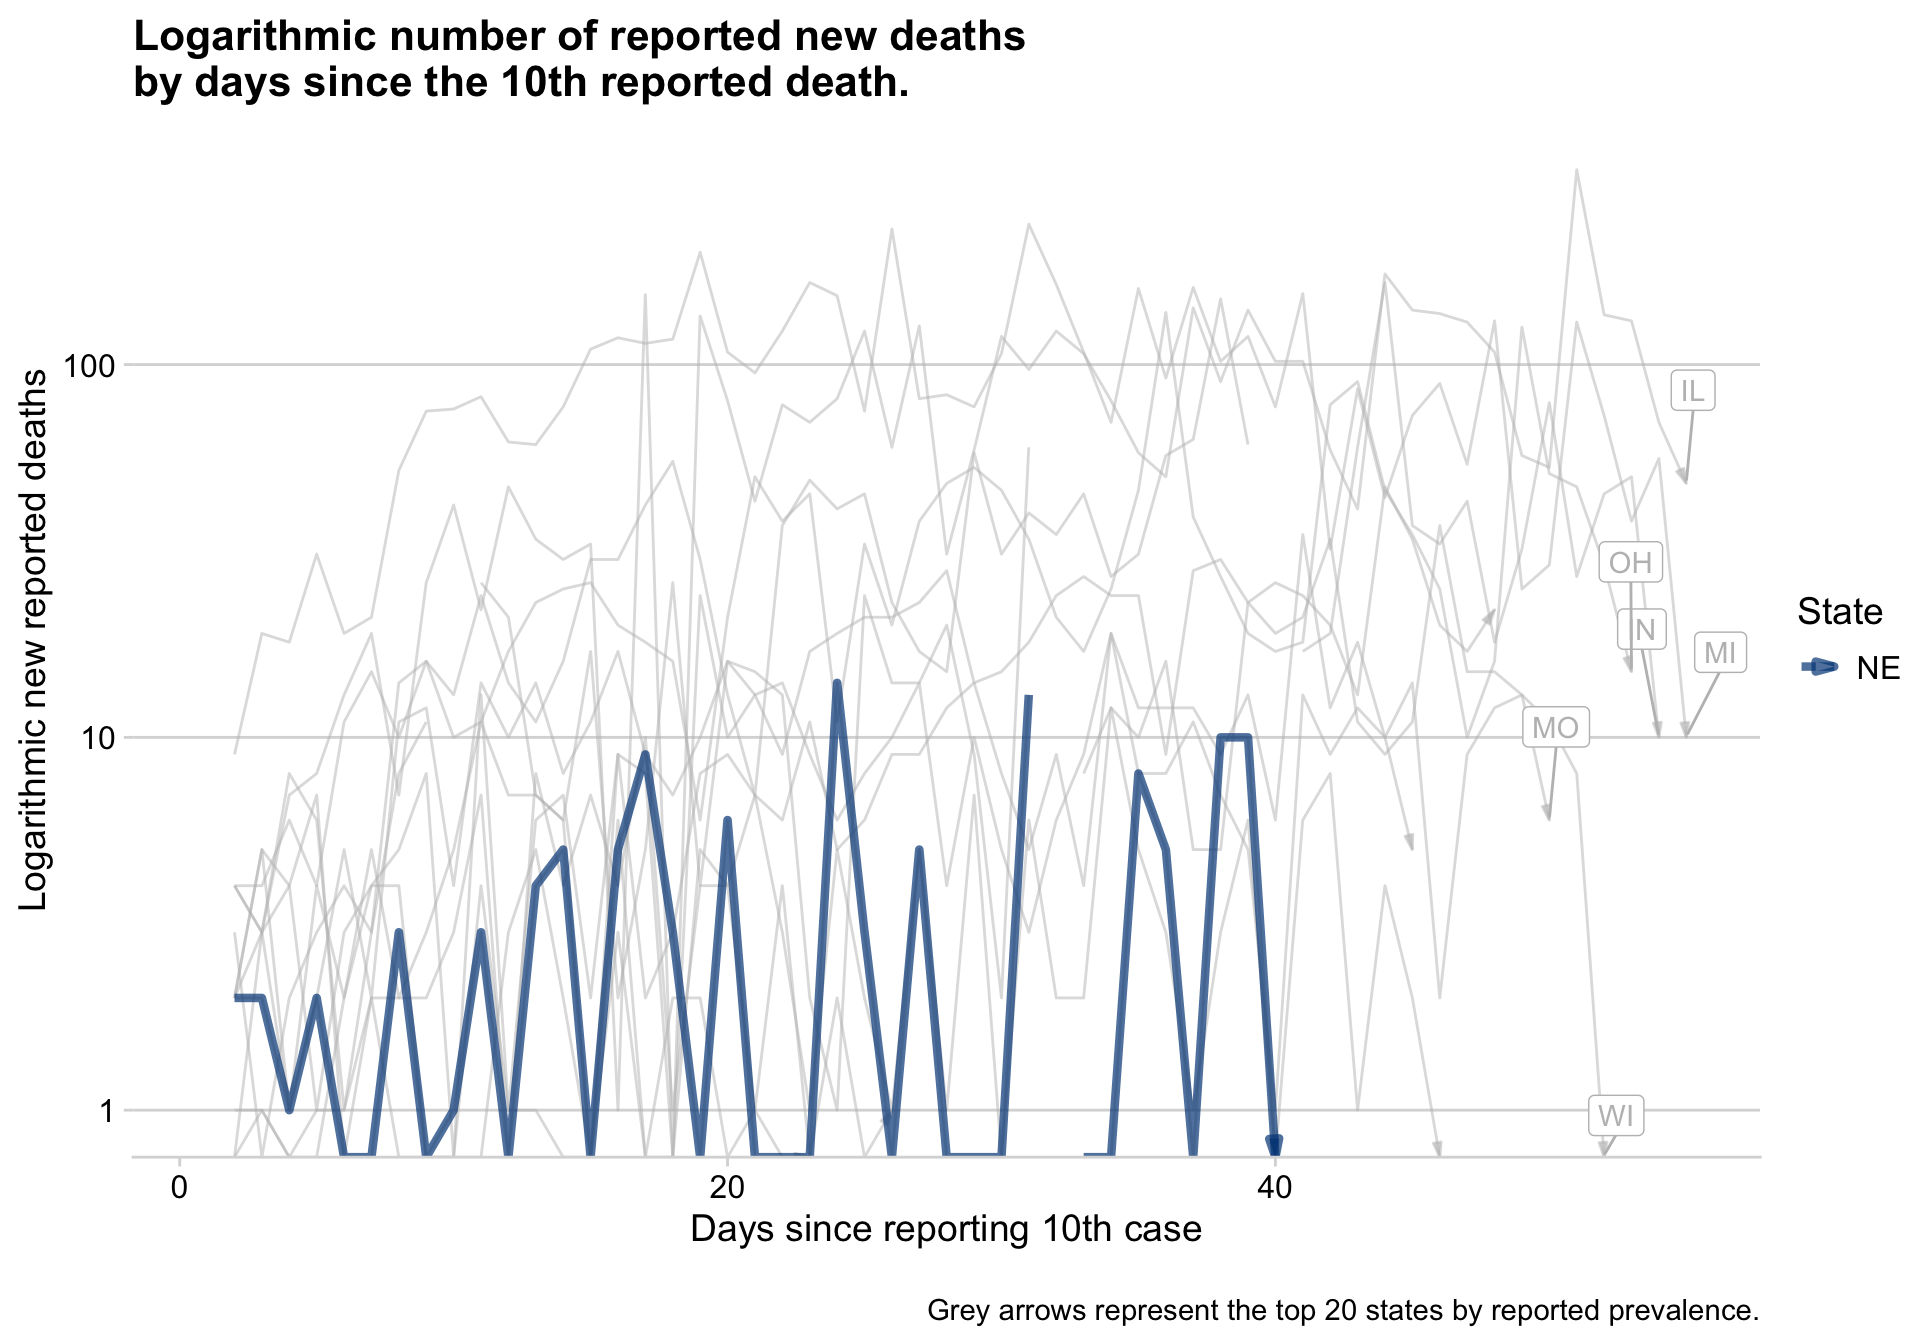 Logarithmic number of reported new deaths
by days since the 10th reported death.
Logarithmic new reported deaths
100
10
1
IL
OH
IN
MI
MO
WI
State
NE
0
20
40
Days since reporting 10th case
Grey arrows represent the top 20 states by reported prevalence.